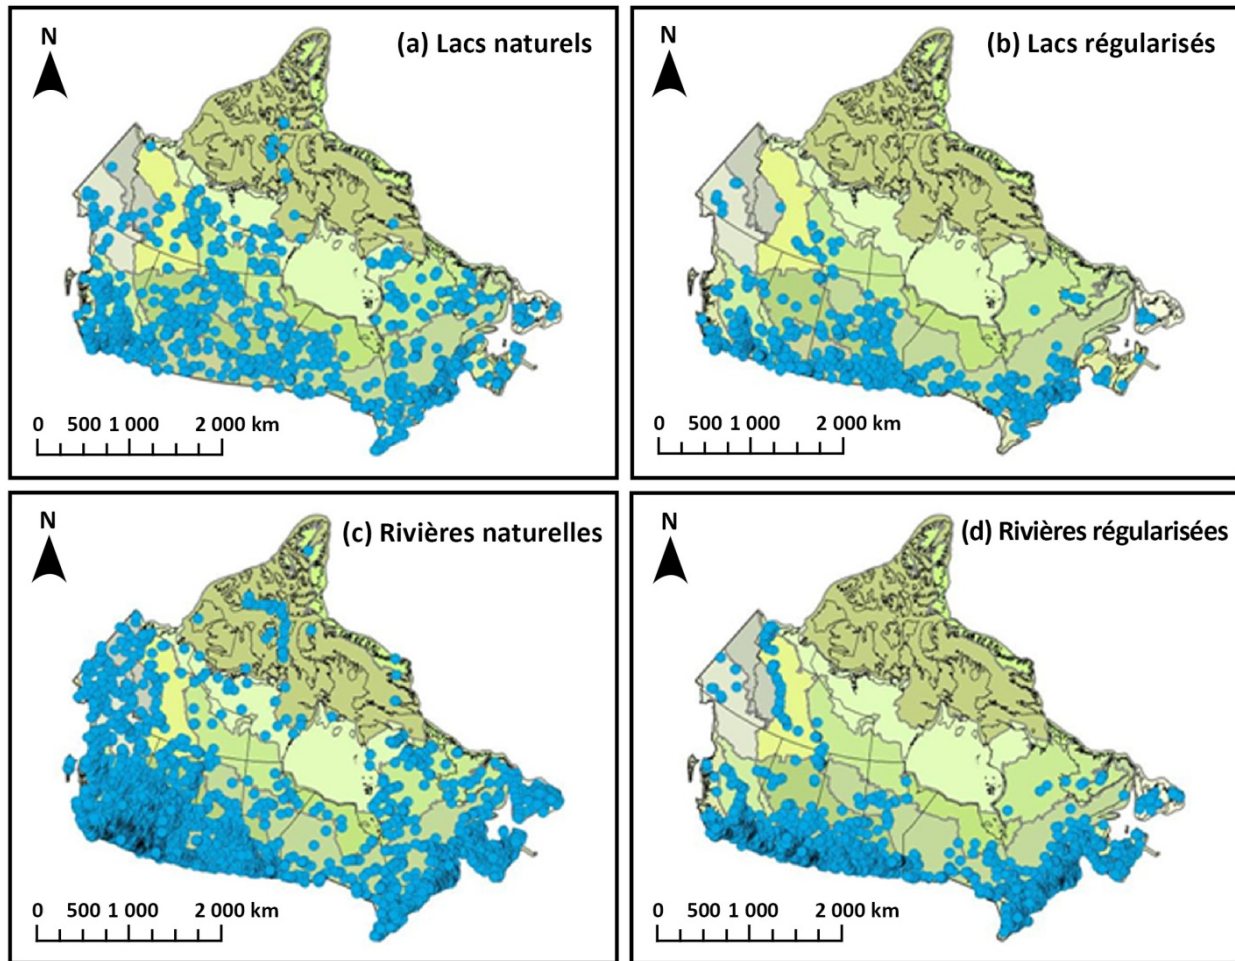 N
(a) Lacs naturels
0 500 1 000 2 000 km
N
(b) Lacs régularisés
0 500 1 000 2 000 km
N
(c) Rivières naturelles
0 500 1 000 2 000 km
N
(d) Rivières régularisées
0 500 1 000 2 000 km